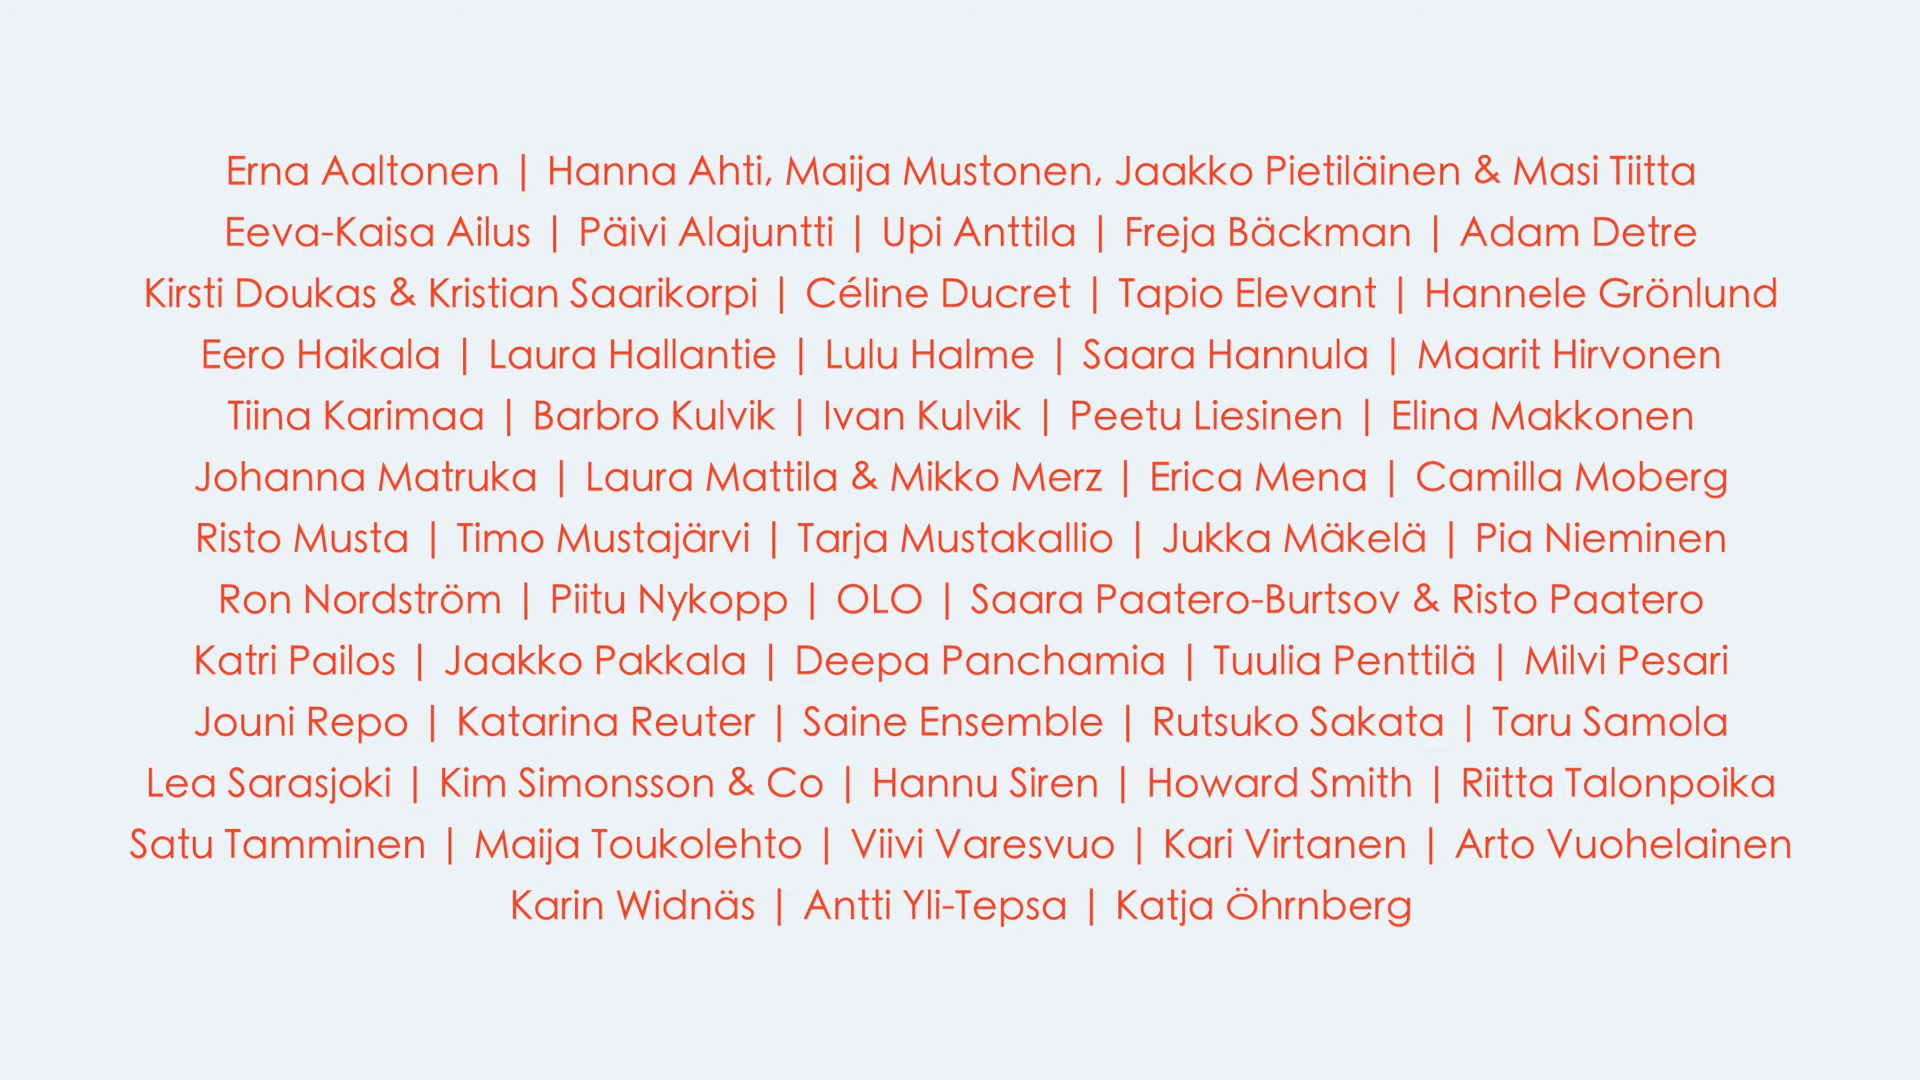 Erna Aaltonen | Hanna Ahti, Maija Mustonen, Jaakko Pietiläinen & Masi Tiitta
Eeva-Kaisa Ailus | Päivi Alajuntti | Upi Anttila | Freja Bäckman | Adam Detre
Kirsti Doukas & Kristian Saarikorpi | Céline Ducret | Tapio Elevant | Hannele Grönlund
Eero Haikala | Laura Hallantie | Lulu Halme | Saara Hannula | Maarit Hirvonen
Tiina Karimaa | Barbro Kulvik | Ivan Kulvik | Peetu Liesinen | Elina Makkonen
Johanna Matruka | Laura Mattila & Mikko Merz | Erica Mena | Camilla Moberg
Risto Musta | Timo Mustajärvi | Tarja Mustakallio | Jukka Mäkelä | Pia Nieminen
Ron Nordström | Piitu Nykopp | OLO | Saara Paatero-Burtsov & Risto Paatero
Katri Pailos | Jaakko Pakkala | Deepa Panchamia | Tuulia Penttilä | Milvi Pesari
Jouni Repo | Katarina Reuter | Saine Ensemble | Rutsuko Sakata | Taru Samola
Lea Sarasjoki | Kim Simonsson & Co | Hannu Siren | Howard Smith | Riitta Talonpoika
Satu Tamminen | Maija Toukolehto | Viivi Varesvuo | Kari Virtanen | Arto Vuohelainen
Karin Widnäs | Antti Yli-Tepsa | Katja Öhrnberg